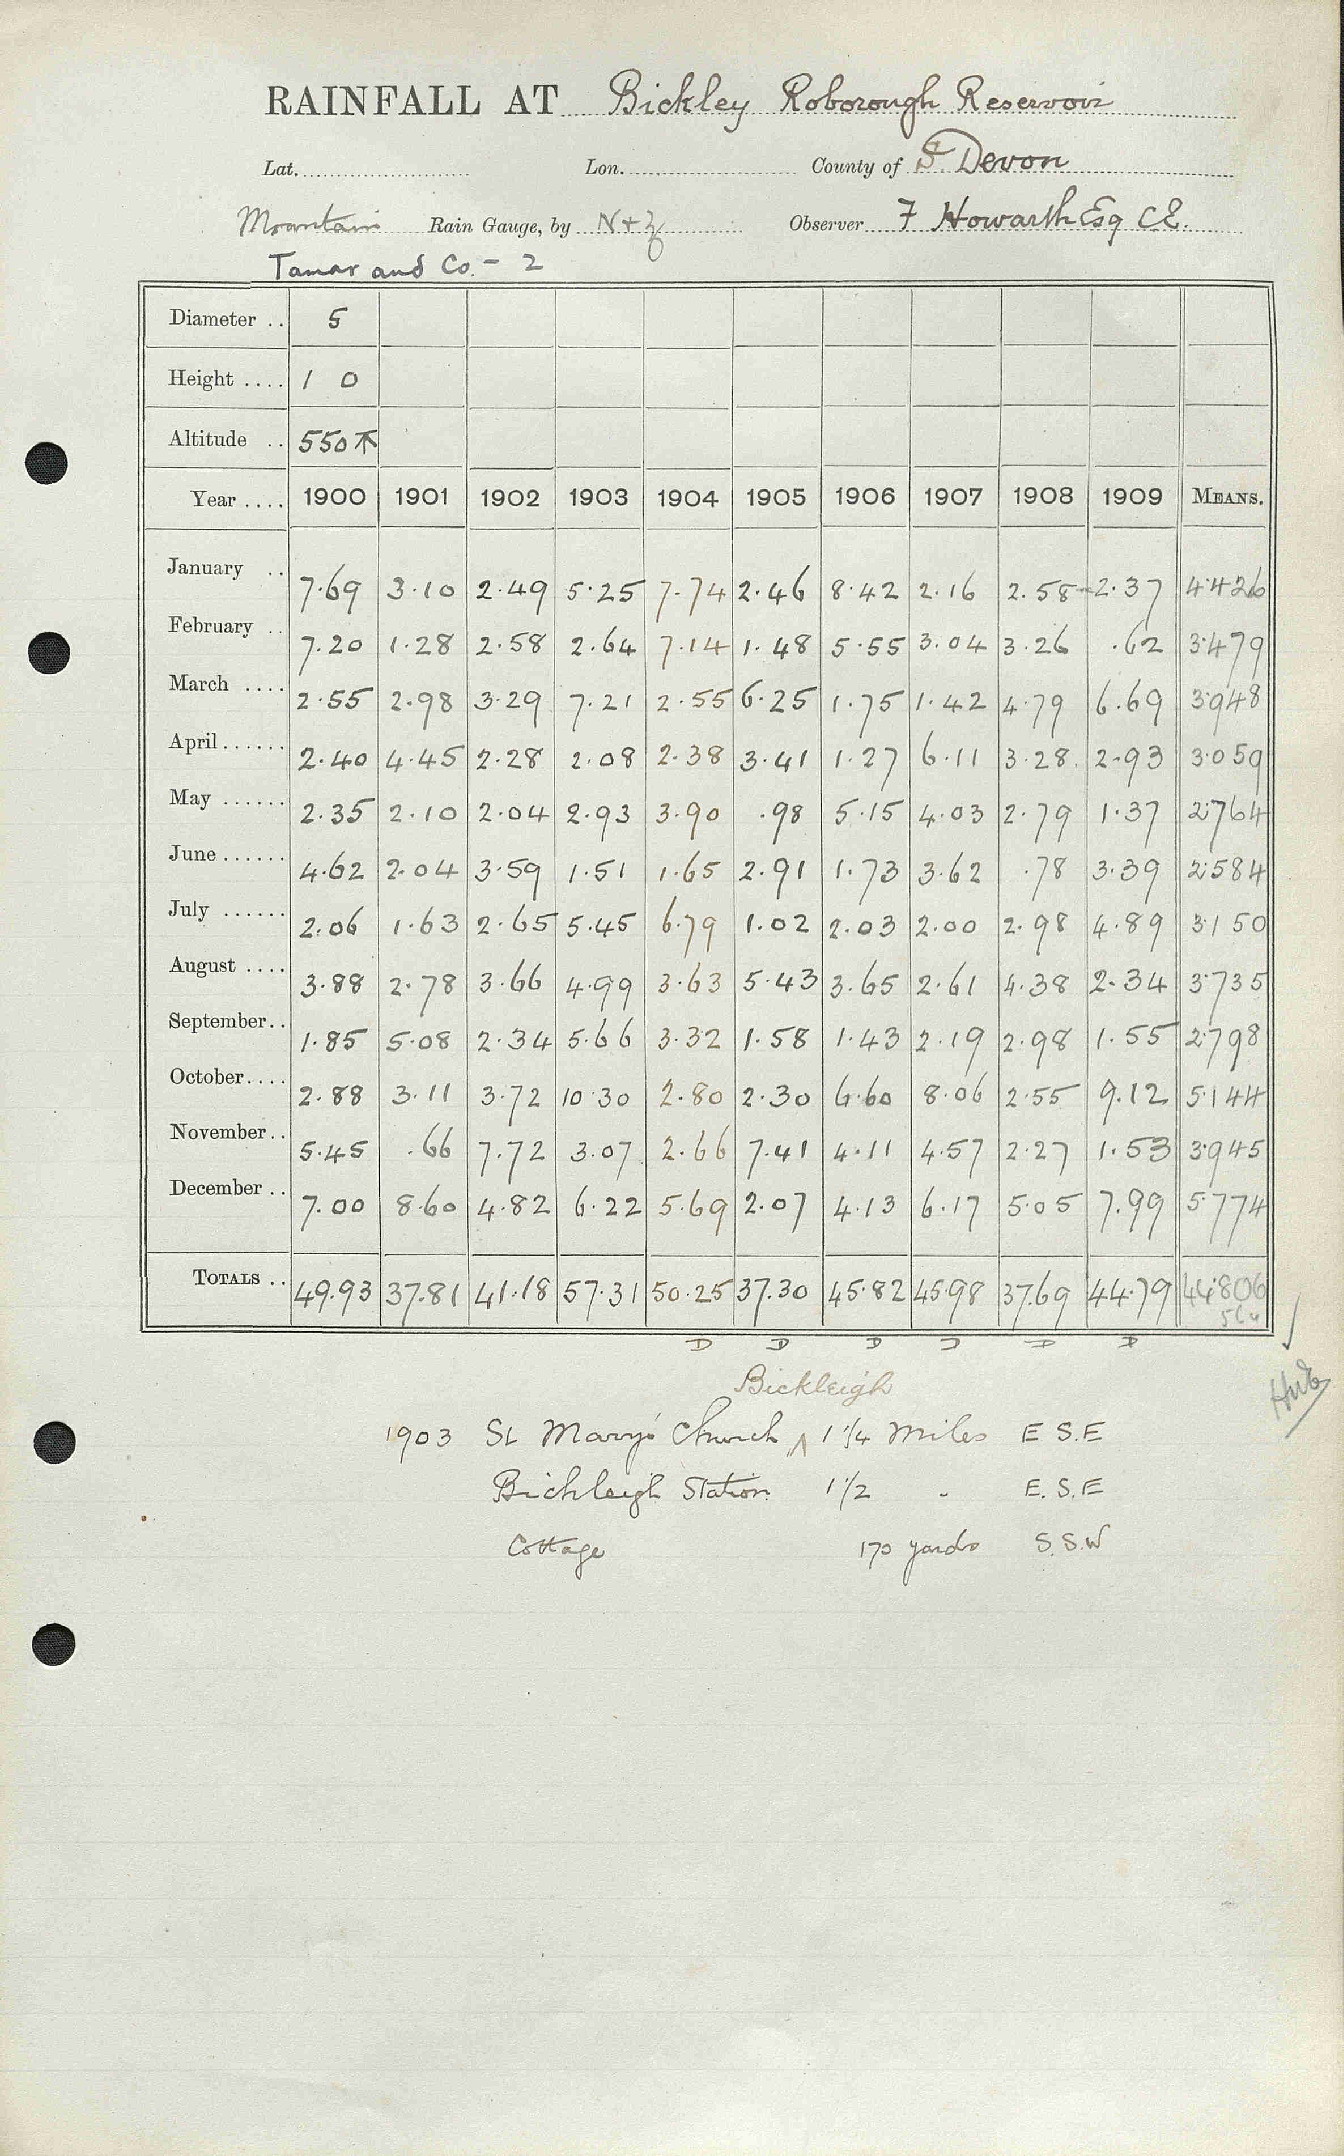 RAINFALL AT Bickley Roborough Reservoir
Lat. Lon. County of S. Devon
Mountain Rain Gauge, by N + Z Observer F Howarth Esq C.E.
Tamar and Co. - 2
Diameter .. 5
Height .... 1 0
Altitude .. 550
Year .... 1900 1901 1902 1903 1904 1905 1906 1907 1908 1909 MEANS.
January .. 7.69 3.10 2.49 5.25 7.74 2.46 8.42 2.16 2.58 2.37 4.426
February .. 7.20 1.28 2.58 2.64 7.14 1.48 5.55 3.04 3.26 .62 3.479
March .... 2.55 2.98 3.29 7.21 2.55 6.25 1.75 1.42 4.79 6.69 3.948
April ...... 2.40 4.45 2.28 2.08 2.38 3.41 1.27 6.11 3.28 2.93 3.059
May ...... 2.35 2.10 2.04 2.93 3.90 .98 5.15 4.03 2.79 1.37 2.764
June ...... 4.62 2.04 3.59 1.51 1.65 2.91 1.73 3.62 .78 3.39 2.584
July ...... 2.06 1.63 2.65 5.45 6.79 1.02 2.03 2.00 2.98 4.89 3.150
August .... 3.88 2.78 3.66 4.99 3.63 5.43 3.65 2.61 4.38 2.34 3.735
September.. 1.85 5.08 2.34 5.66 3.32 1.58 1.43 2.19 2.98 1.55 2.798
October.... 2.88 3.11 3.72 10.30 2.80 2.30 6.60 8.06 2.55 9.12 5.144
November.. 5.45 .66 7.72 3.07 2.66 7.41 4.11 4.57 2.27 1.53 3.945
December .. 7.00 8.60 4.82 6.22 5.69 2.07 4.13 6.17 5.05 7.99 5.774
TOTALS .. 49.93 37.81 41.18 57.31 50.25 37.30 45.82 45.98 37.69 44.79 44.806
D D D D D D
Bickleigh
1903 St Mary's Church ^ 1 1/4 Miles E S.E
Bickleigh Station 1 1/2 " E. S. E
Cottage 170 yards S. S. W